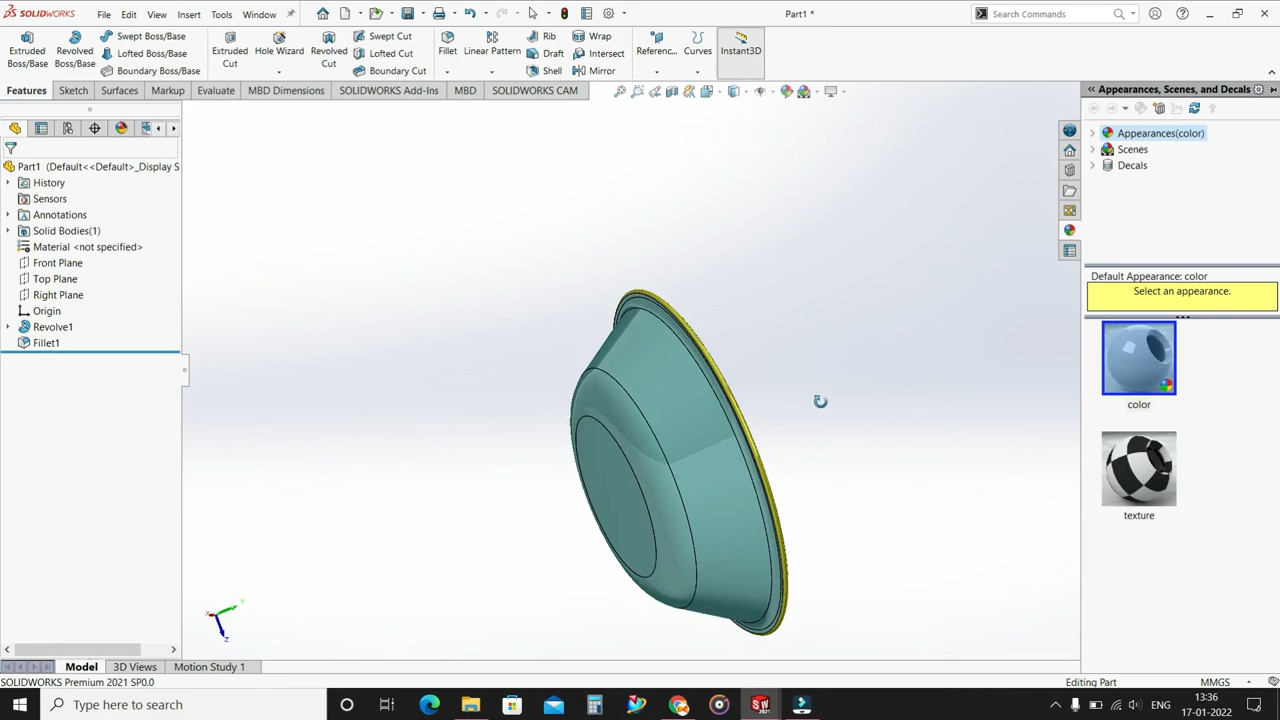 SOLIDWORKS File Edit View Insert Tools Window Part1 * Search Commands
Extruded Boss/Base
Revolved Boss/Base
Swept Boss/Base
Lofted Boss/Base
Boundary Boss/Base
Extruded Cut
Hole Wizard
Revolved Cut
Swept Cut
Lofted Cut
Boundary Cut
Fillet
Linear Pattern
Rib
Draft
Shell
Wrap
Intersect
Mirror
Referenc...
Curves
Instant3D
Features Sketch Surfaces Markup Evaluate MBD Dimensions SOLIDWORKS Add-Ins MBD SOLIDWORKS CAM
Part1 (Default<<Default>_Display S
History
Sensors
Annotations
Solid Bodies(1)
Material <not specified>
Front Plane
Top Plane
Right Plane
Origin
Revolve1
Fillet1
Appearances, Scenes, and Decals
Appearances(color)
Scenes
Decals
Default Appearance: color
Select an appearance.
color
texture
Z
Model 3D Views Motion Study 1
SOLIDWORKS Premium 2021 SP0.0 Editing Part MMGS
Type here to search
ENG
13:36
17-01-2022